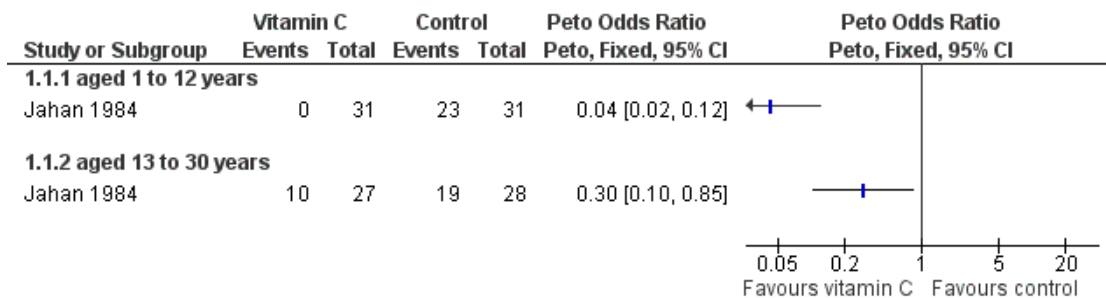 Vitamin C Control Peto Odds Ratio Peto Odds Ratio
Study or Subgroup Events Total Events Total Peto, Fixed, 95% CI Peto, Fixed, 95% CI
1.1.1 aged 1 to 12 years
Jahan 1984 0 31 23 31 0.04 [0.02, 0.12]
1.1.2 aged 13 to 30 years
Jahan 1984 10 27 19 28 0.30 [0.10, 0.85]
0.05 0.2 1 5 20
Favours vitamin C Favours control